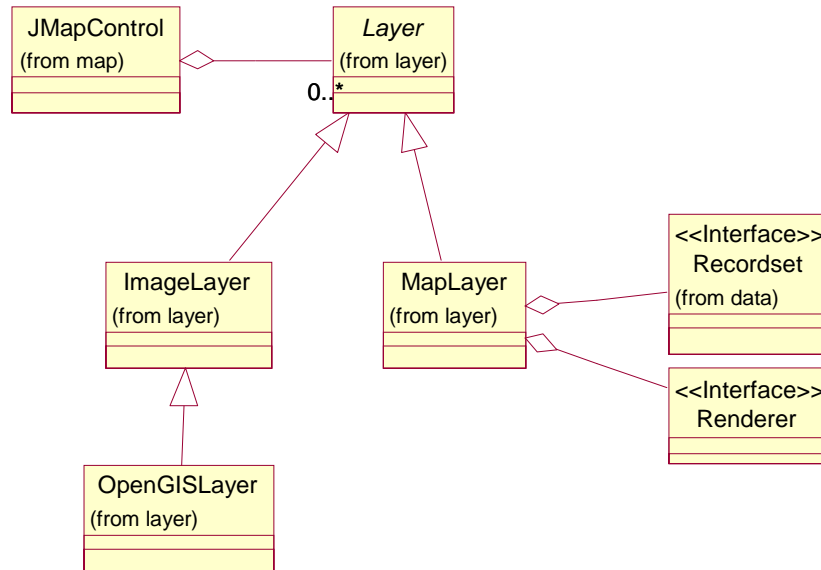 JMapControl
(from map)
Layer
(from layer)
0..*
ImageLayer
(from layer)
MapLayer
(from layer)
<<Interface>>
Recordset
(from data)
<<Interface>>
Renderer
OpenGISLayer
(from layer)